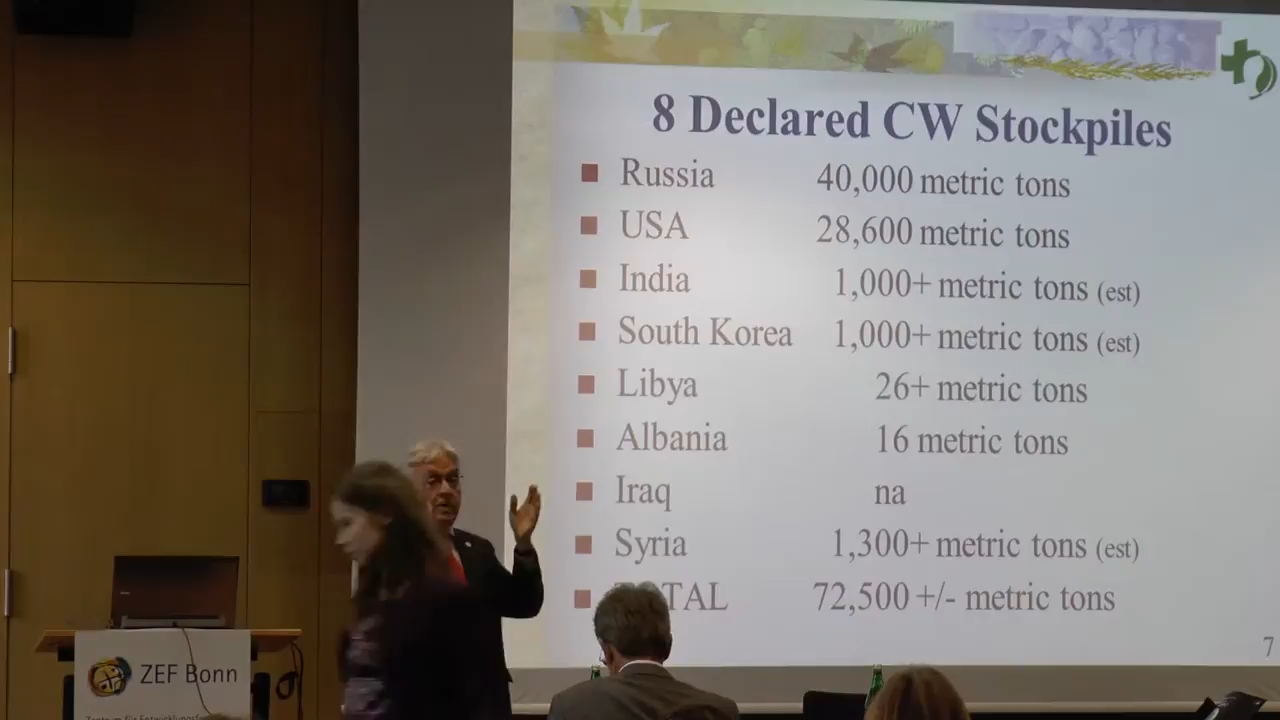 8 Declared CW Stockpiles
Russia 40,000 metric tons
USA 28,600 metric tons
India 1,000+ metric tons (est)
South Korea 1,000+ metric tons (est)
Libya 26+ metric tons
Albania 16 metric tons
Iraq na
Syria 1,300+ metric tons (est)
TOTAL 72,500 +/- metric tons
7
ZEF Bonn